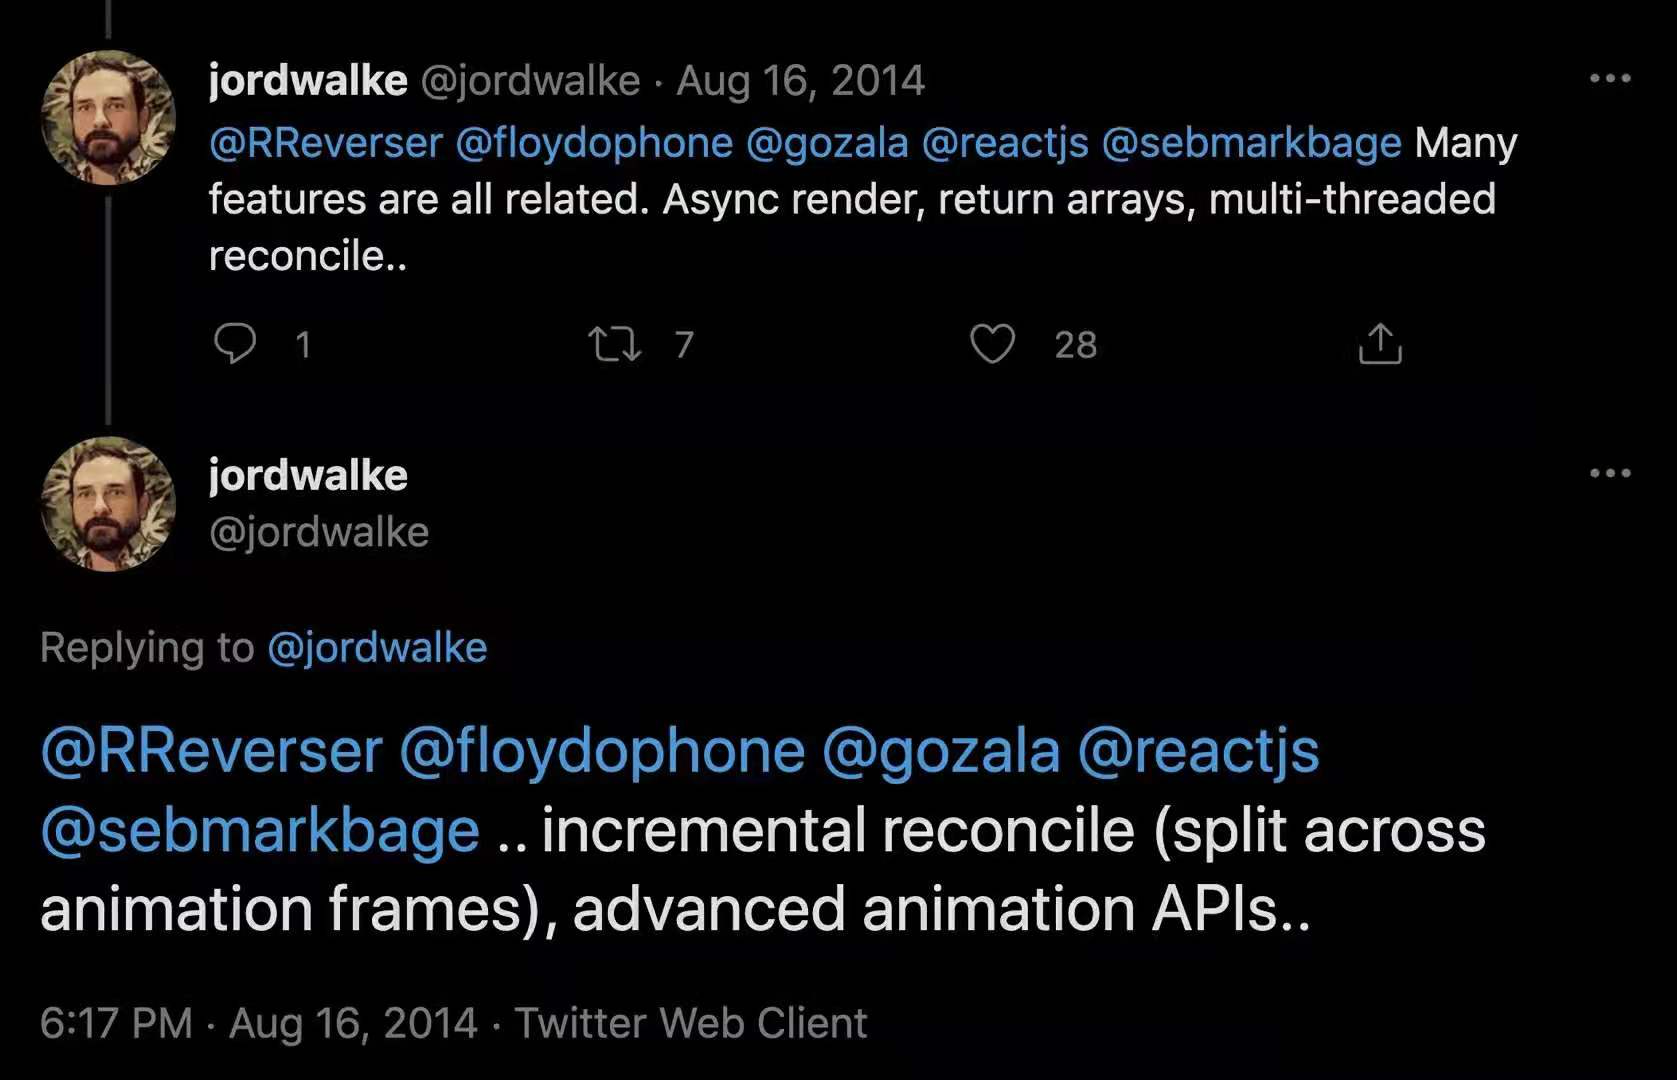 jordwalke @jordwalke · Aug 16, 2014
@RReverser @floydophone @gozala @reactjs @sebmarkbage Many
features are all related. Async render, return arrays, multi-threaded
reconcile..
1 7 28
jordwalke
@jordwalke
Replying to @jordwalke
@RReverser @floydophone @gozala @reactjs
@sebmarkbage .. incremental reconcile (split across
animation frames), advanced animation APIs..
6:17 PM · Aug 16, 2014 · Twitter Web Client